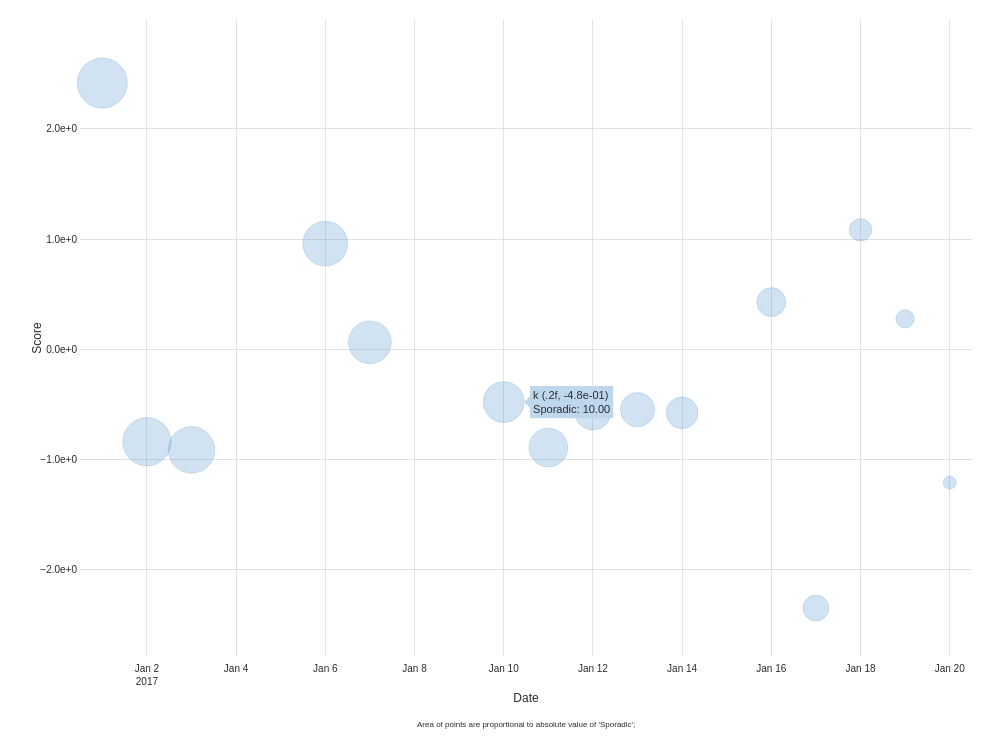 2.0e+0
1.0e+0
0.0e+0
−1.0e+0
−2.0e+0
Score
k (.2f, -4.8e-01)
Sporadic: 10.00
Jan 2 Jan 4 Jan 6 Jan 8 Jan 10 Jan 12 Jan 14 Jan 16 Jan 18 Jan 20
2017
Date
Area of points are proportional to absolute value of 'Sporadic';